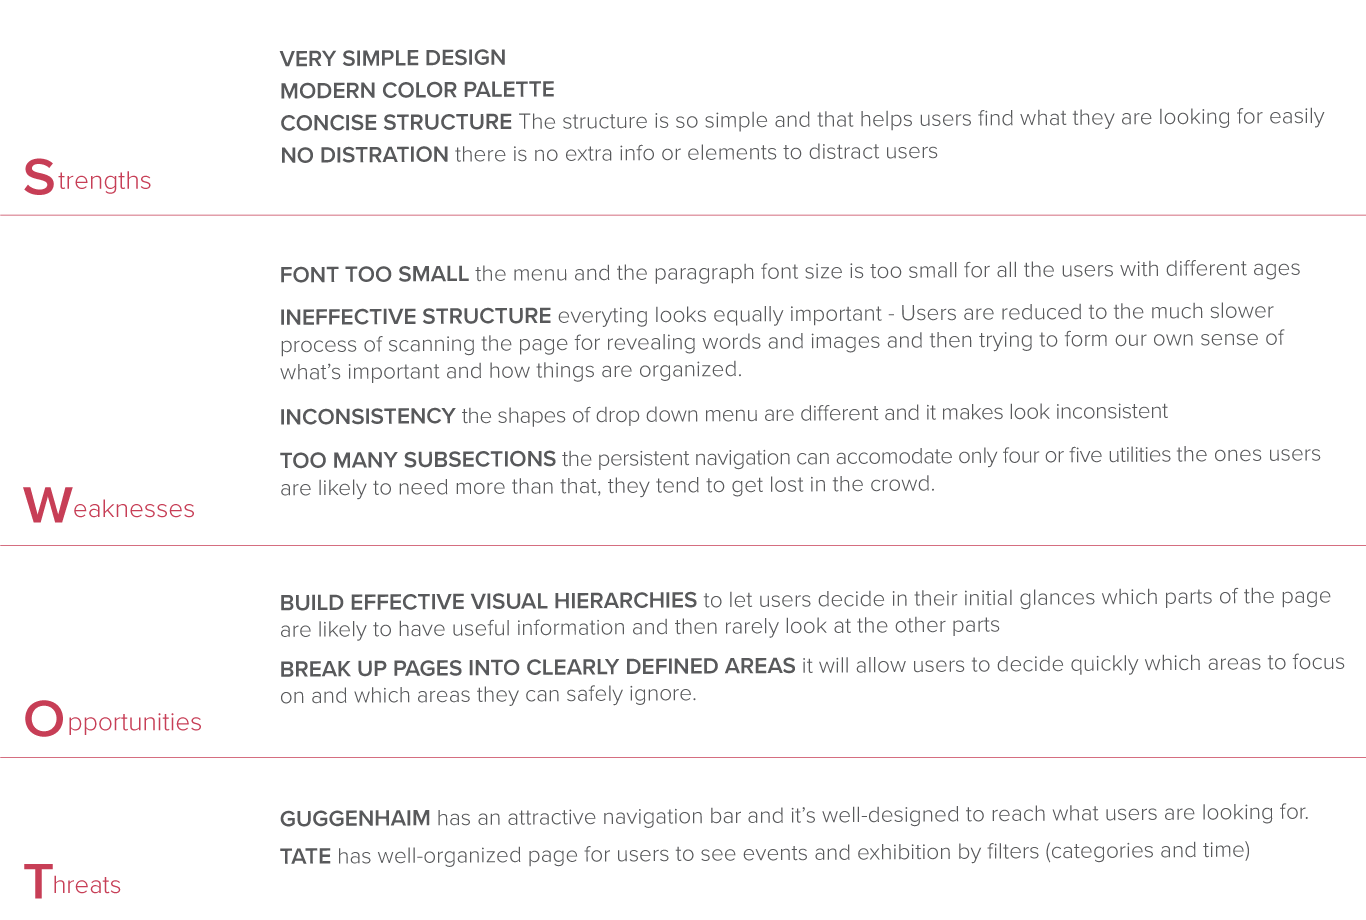 VERY SIMPLE DESIGN
MODERN COLOR PALETTE
CONCISE STRUCTURE The structure is so simple and that helps users find what they are looking for easily
NO DISTRATION there is no extra info or elements to distract users
Strengths
FONT TOO SMALL the menu and the paragraph font size is too small for all the users with different ages
INEFFECTIVE STRUCTURE everyting looks equally important - Users are reduced to the much slower
process of scanning the page for revealing words and images and then trying to form our own sense of
what's important and how things are organized.
INCONSISTENCY the shapes of drop down menu are different and it makes look inconsistent
TOO MANY SUBSECTIONS the persistent navigation can accomodate only four or five utilities the ones users
are likely to need more than that, they tend to get lost in the crowd.
Weaknesses
BUILD EFFECTIVE VISUAL HIERARCHIES to let users decide in their initial glances which parts of the page
are likely to have useful information and then rarely look at the other parts
BREAK UP PAGES INTO CLEARLY DEFINED AREAS it will allow users to decide quickly which areas to focus
on and which areas they can safely ignore.
Opportunities
GUGGENHAIM has an attractive navigation bar and it's well-designed to reach what users are looking for.
TATE has well-organized page for users to see events and exhibition by filters (categories and time)
Threats